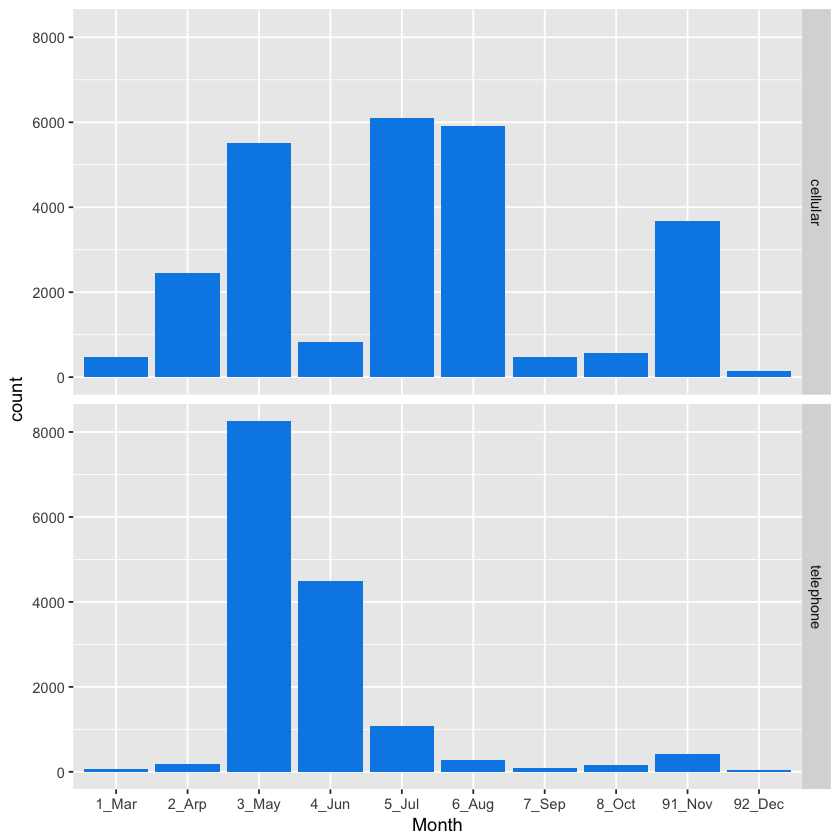 8000
6000
4000
2000
0
cellular
count
8000
6000
4000
2000
0
telephone
1_Mar 2_Arp 3_May 4_Jun 5_Jul 6_Aug 7_Sep 8_Oct 91_Nov 92_Dec
Month